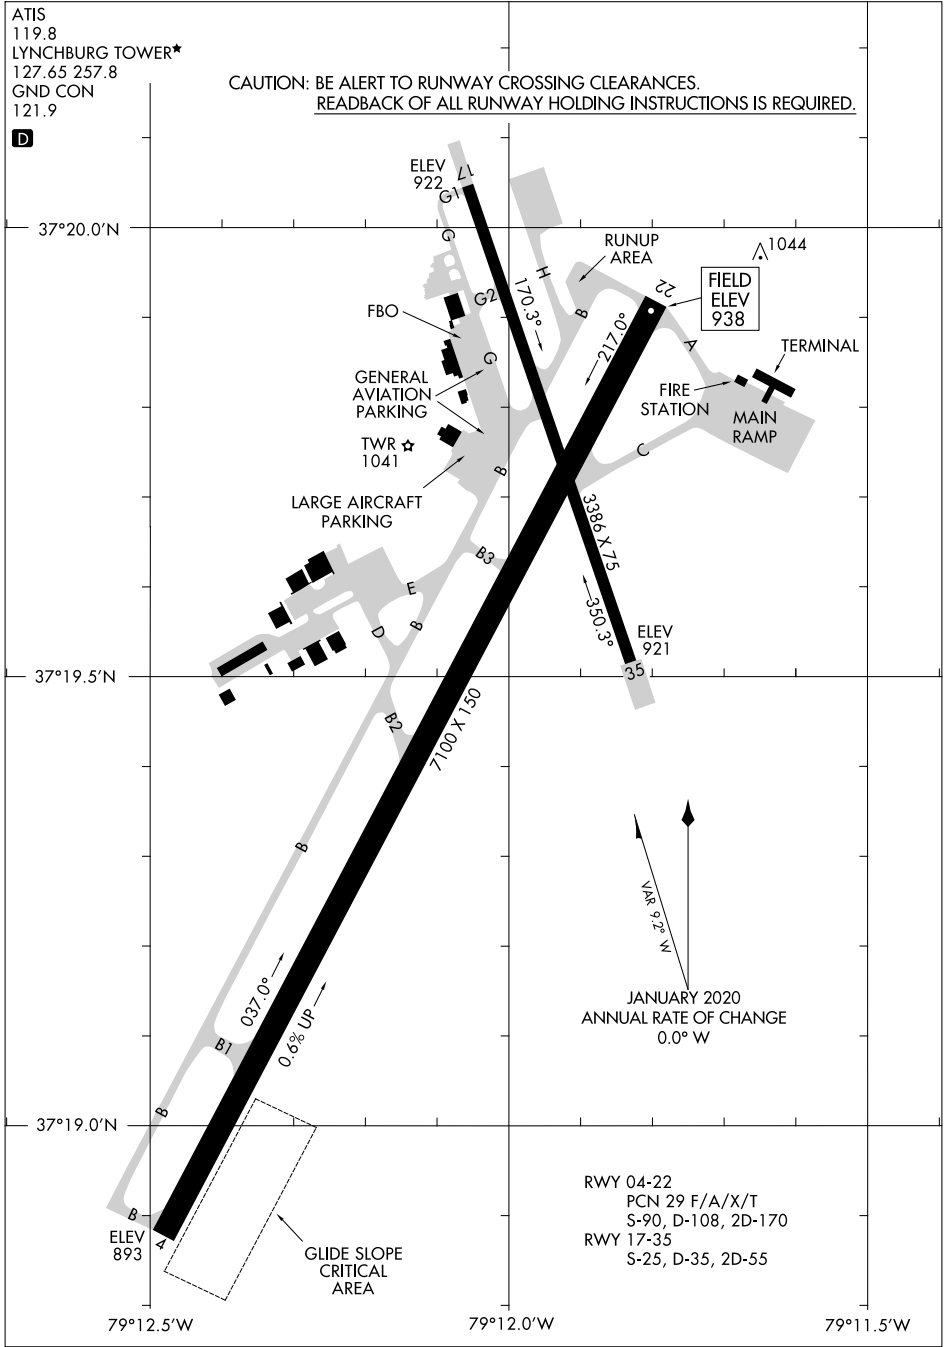 ATIS
119.8
LYNCHBURG TOWER★
127.65 257.8
GND CON
121.9
D
CAUTION: BE ALERT TO RUNWAY CROSSING CLEARANCES.
READBACK OF ALL RUNWAY HOLDING INSTRUCTIONS IS REQUIRED.
ELEV
922
17
G1
37°20.0'N
G
H
RUNUP
AREA
1044
22
FIELD
ELEV
938
G2
170.3°
B
217.0°
FBO
A
TERMINAL
G
GENERAL
AVIATION
PARKING
FIRE
STATION
MAIN
RAMP
TWR
1041
C
B
LARGE AIRCRAFT
PARKING
3386 X 75
B3
E
350.3°
D
B
ELEV
921
35
37°19.5'N
B2
7100 X 150
B
VAR 9.2° W
037.0°
0.6% UP
JANUARY 2020
ANNUAL RATE OF CHANGE
0.0° W
B1
B
37°19.0'N
RWY 04-22
PCN 29 F/A/X/T
S-90, D-108, 2D-170
RWY 17-35
S-25, D-35, 2D-55
B
ELEV
893
4
GLIDE SLOPE
CRITICAL
AREA
79°12.5'W
79°12.0'W
79°11.5'W